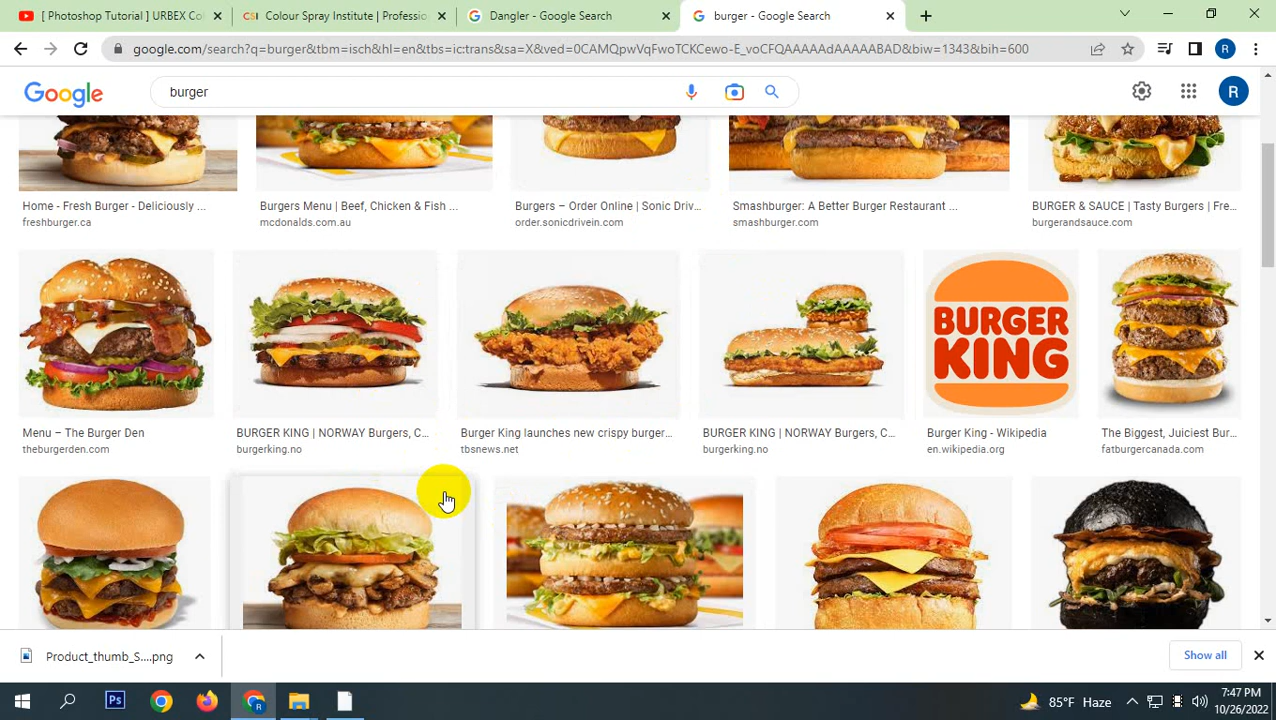 [ Photoshop Tutorial ] URBEX Co
CSI Colour Spray Institute | Professio
Dangler - Google Search
burger - Google Search
google.com/search?q=burger&tbm=isch&hl=en&tbs=ic:trans&sa=X&ved=0CAMQpwVqFwoTCKCewo-E_voCFQAAAAAdAAAAABAD&biw=1343&bih=600
R
Google
burger
R
Home - Fresh Burger - Deliciously ...
freshburger.ca
Burgers Menu | Beef, Chicken & Fish ...
mcdonalds.com.au
Burgers – Order Online | Sonic Driv...
order.sonicdrivein.com
Smashburger: A Better Burger Restaurant ...
smashburger.com
BURGER & SAUCE | Tasty Burgers | Fre...
burgerandsauce.com
BURGER
KING
Menu – The Burger Den
theburgerden.com
BURGER KING | NORWAY Burgers, C...
burgerking.no
Burger King launches new crispy burger...
tbsnews.net
BURGER KING | NORWAY Burgers, C...
burgerking.no
Burger King - Wikipedia
en.wikipedia.org
The Biggest, Juiciest Bur...
fatburgercanada.com
Product_thumb_S....png
Show all
Ps
R
85°F Haze
7:47 PM
10/26/2022